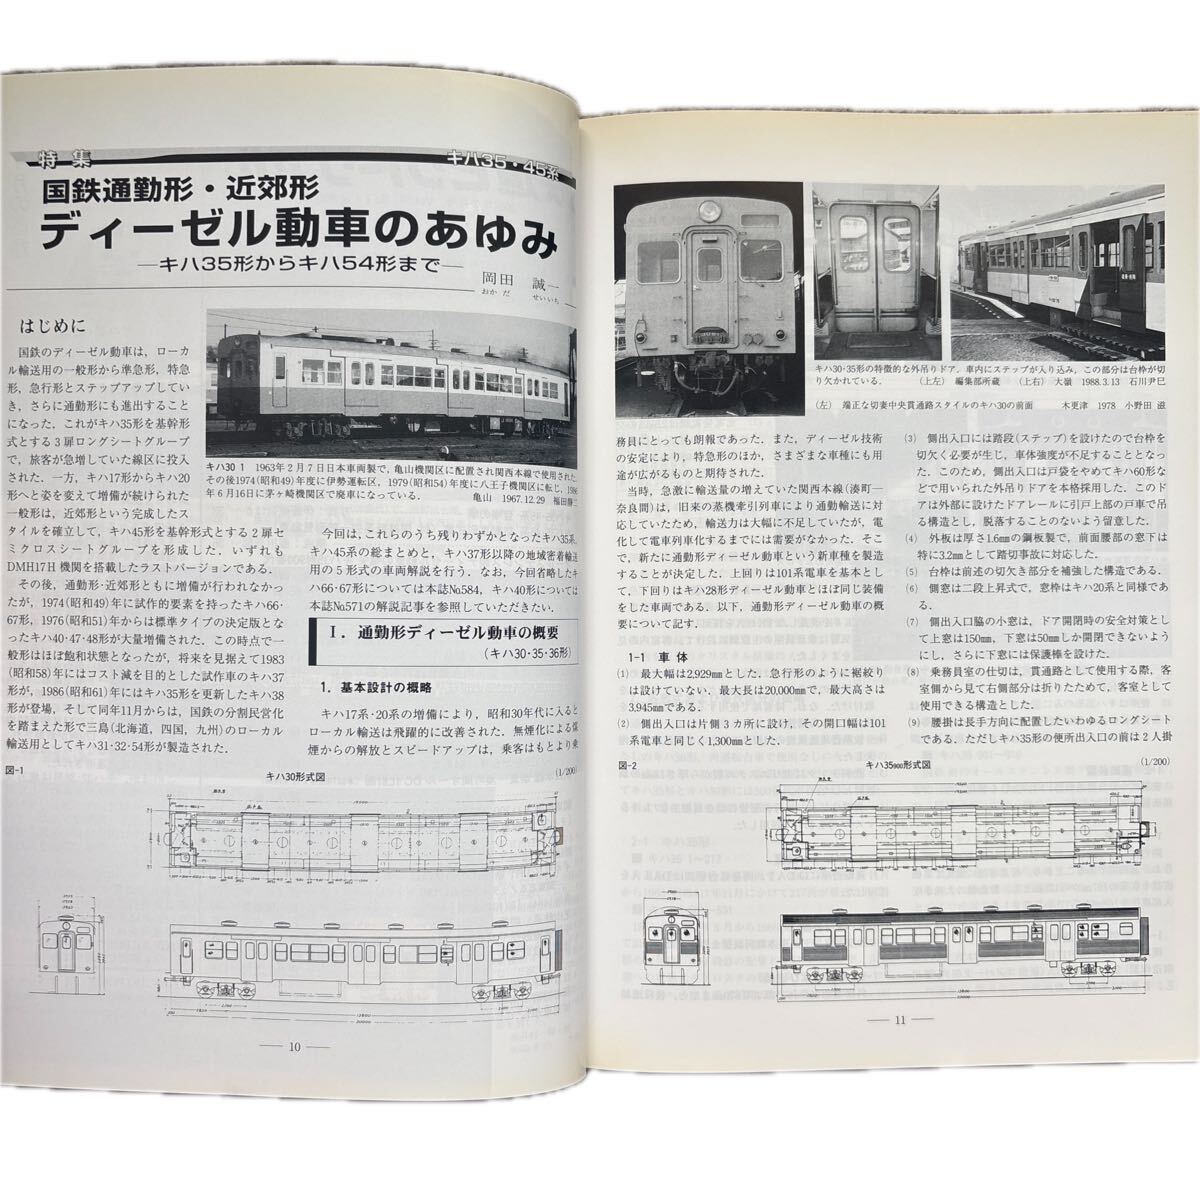 特 集
キハ35・45系
国鉄通勤形・近郊形
ディーゼル動車のあゆみ
—キハ35形からキハ54形まで—
岡田 誠一
おか だ せいいち
はじめに
国鉄のディーゼル動車は，ローカ
ル輸送用の一般形から準急形，特急
形，急行形とステップアップしてい
き，さらに通勤形にも進出すること
になった．これがキハ35形を基幹形
式とする３扉ロングシートグループ
で，旅客が急増していた線区に投入
された．一方，キハ17形からキハ20
形へと姿を変えて増備が続けられた
一般形は，近郊形という完成したス
タイルを確立して，キハ45形を基幹形式とする２扉セ
ミクロスシートグループを形成した．いずれも
DMH17H 機関を搭載したラストバージョンである．
その後，通勤形･近郊形ともに増備が行われなかっ
たが，1974(昭和49)年に試作的要素を持ったキハ66･
67形，1976(昭和51)年からは標準タイプの決定版とな
ったキハ40･47･48形が大量増備された．この時点で一
般形はほぼ飽和状態となったが，将来を見据えて1983
(昭和58)年にはコスト減を目的とした試作車のキハ37
形が，1986(昭和61)年にはキハ35形を更新したキハ38
形が登場，そして同年11月からは，国鉄の分割民営化
を踏まえた形で三島(北海道，四国，九州)のローカル
輸送用としてキハ31･32･54形が製造された．
キハ30 1 1963年２月７日日本車両製で，亀山機関区に配置され関西本線で使用された．
その後1974(昭和49)年度に伊勢運転区，1979(昭和54)年度に八王子機関区に転じ，1986
年６月16日に茅ヶ崎機関区で廃車になっている． 亀山 1967.12.29 福田静二
今回は，これらのうち残りわずかとなったキハ35系，
キハ45系の総まとめと，キハ37形以降の地域密着輸送
用の５形式の車両解説を行う．なお，今回省略したキ
ハ66･67形については本誌№584，キハ40形については
本誌№571の解説記事を参照していただきたい．
Ⅰ．通勤形ディーゼル動車の概要
(キハ30･35･36形)
１．基本設計の概略
キハ17系･20系の増備により，昭和30年代に入ると
ローカル輸送は飛躍的に改善された．無煙化による煤
煙からの解放とスピードアップは，乗客はもとより乗
図-1
キハ30形式図
(1/200)
— 10 —
キハ30･35形の特徴的な外吊りドア．車内にステップが入り込み，この部分は台枠が切
り欠かれている． (上左) 編集部所蔵 (上右) 大嶺 1988.3.13 石川尹巳
(左) 端正な切妻中央貫通路スタイルのキハ30の前面 木更津 1978 小野田 滋
務員にとっても朗報であった．また，ディーゼル技術
の安定により，特急形のほか，さまざまな車種にも用
途が広がるものと期待された．
当時，急激に輸送量の増えていた関西本線(湊町一
奈良間)は，旧来の蒸機牽引列車により通勤輸送に対
応していたため，輸送力は大幅に不足していたが，電
化して電車列車化するまでには需要がなかった．そこ
で，新たに通勤形ディーゼル動車という新車種を製造
することが決定した．上回りは101系電車を基本とし
て，下回りはキハ28形ディーゼル動車とほぼ同じ装備
をした車両である．以下，通勤形ディーゼル動車の概
要について記す．
1-1 車 体
(1) 最大幅は2,929㎜とした．急行形のように裾絞り
は設けていない．最大長は20,000㎜で，最大高さは
3,945㎜である．
(2) 側出入口は片側３カ所に設け，その開口幅は101
系電車と同じく1,300㎜とした．
(3) 側出入口には踏段(ステップ)を設けたので台枠を
切欠く必要が生じ，車体強度が不足することとなっ
た．このため，側出入口は戸袋をやめてキハ60形な
どで用いられた外吊りドアを本格採用した．このド
アは外部に設けたドアレールに引戸上部の戸車で吊
る構造とし，脱落することのないよう留意した．
(4) 外板は厚さ1.6㎜の鋼板製で，前面腰部の窓下は
特に3.2㎜として踏切事故に対応した．
(5) 台枠は前述の切欠き部分を補強した構造である．
(6) 側窓は二段上昇式で，窓枠はキハ20系と同様であ
る．
(7) 側出入口脇の小窓は，ドア開閉時の安全対策とし
て上窓は150㎜，下窓は50㎜しか開閉できないよう
にし，さらに下窓には保護棒を設けた．
(8) 乗務員室の仕切は，貫通路として使用する際，客
室側から見て右側部分は折りたためて，客室として
使用できる構造とした．
(9) 腰掛は長手方向に配置したいわゆるロングシート
である．ただしキハ35形の便所出入口の前は２人掛
図-2
キハ35900形式図
(1/200)
— 11 —